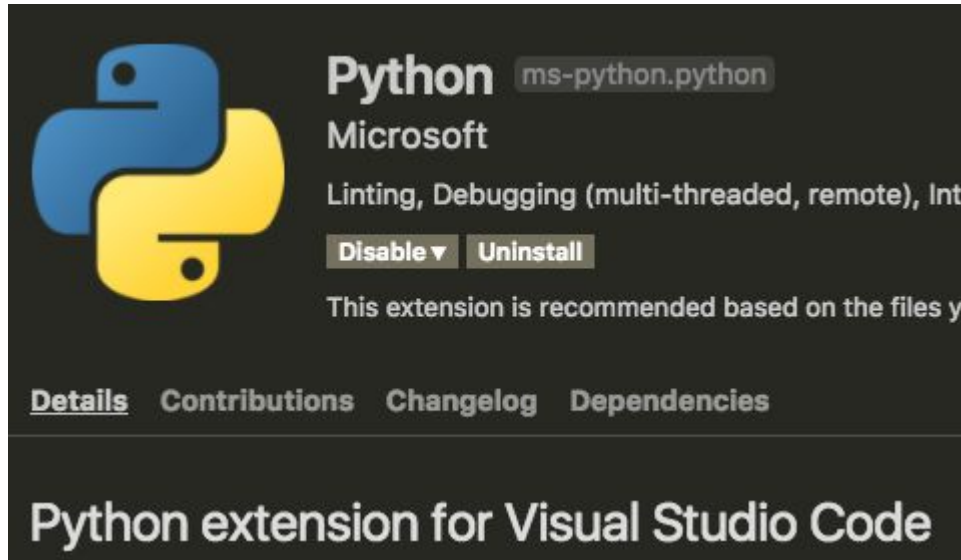 Python ms-python.python
Microsoft
Linting, Debugging (multi-threaded, remote), Int
Disable ▾ Uninstall
This extension is recommended based on the files y
Details Contributions Changelog Dependencies
Python extension for Visual Studio Code